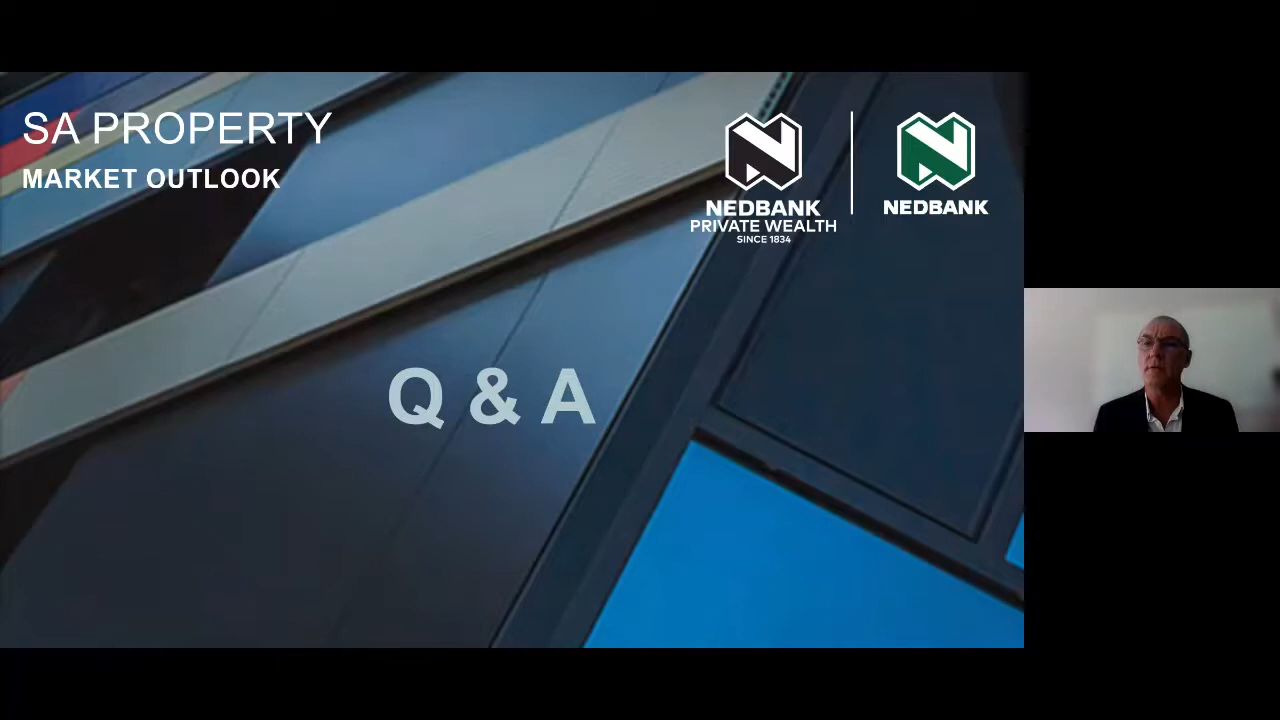 SA PROPERTY
MARKET OUTLOOK
NEDBANK
PRIVATE WEALTH
SINCE 1834
NEDBANK
Q & A